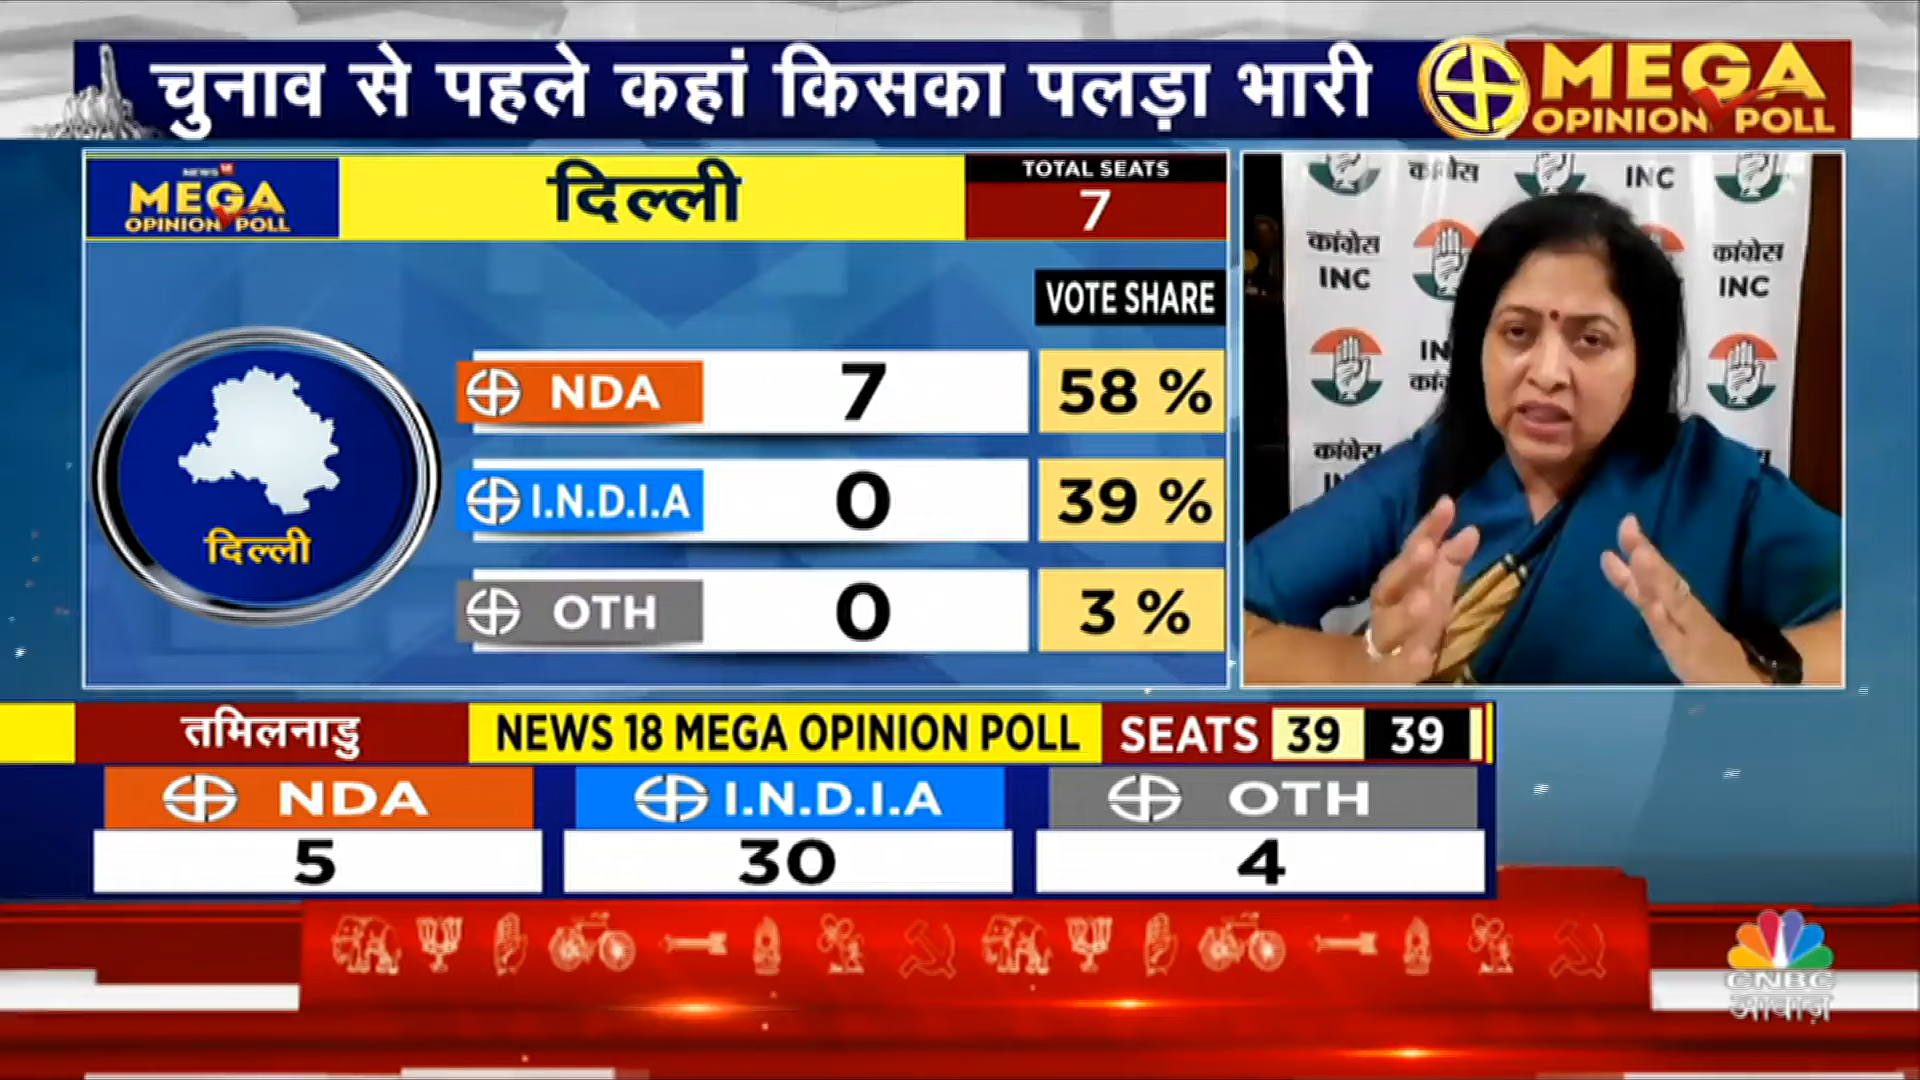 चुनाव से पहले कहां किसका पलड़ा भारी
MEGA
OPINION POLL
NEWS 18
MEGA
OPINION POLL
दिल्ली
TOTAL SEATS
7
VOTE SHARE
NDA 7 58 %
I.N.D.I.A 0 39 %
OTH 0 3 %
दिल्ली
कांग्रेस INC
कांग्रेस
INC
कांग्रेस
INC
कांग्रेस
तमिलनाडु NEWS 18 MEGA OPINION POLL SEATS 39 39
NDA I.N.D.I.A OTH
5 30 4
CNBC
आवाज़